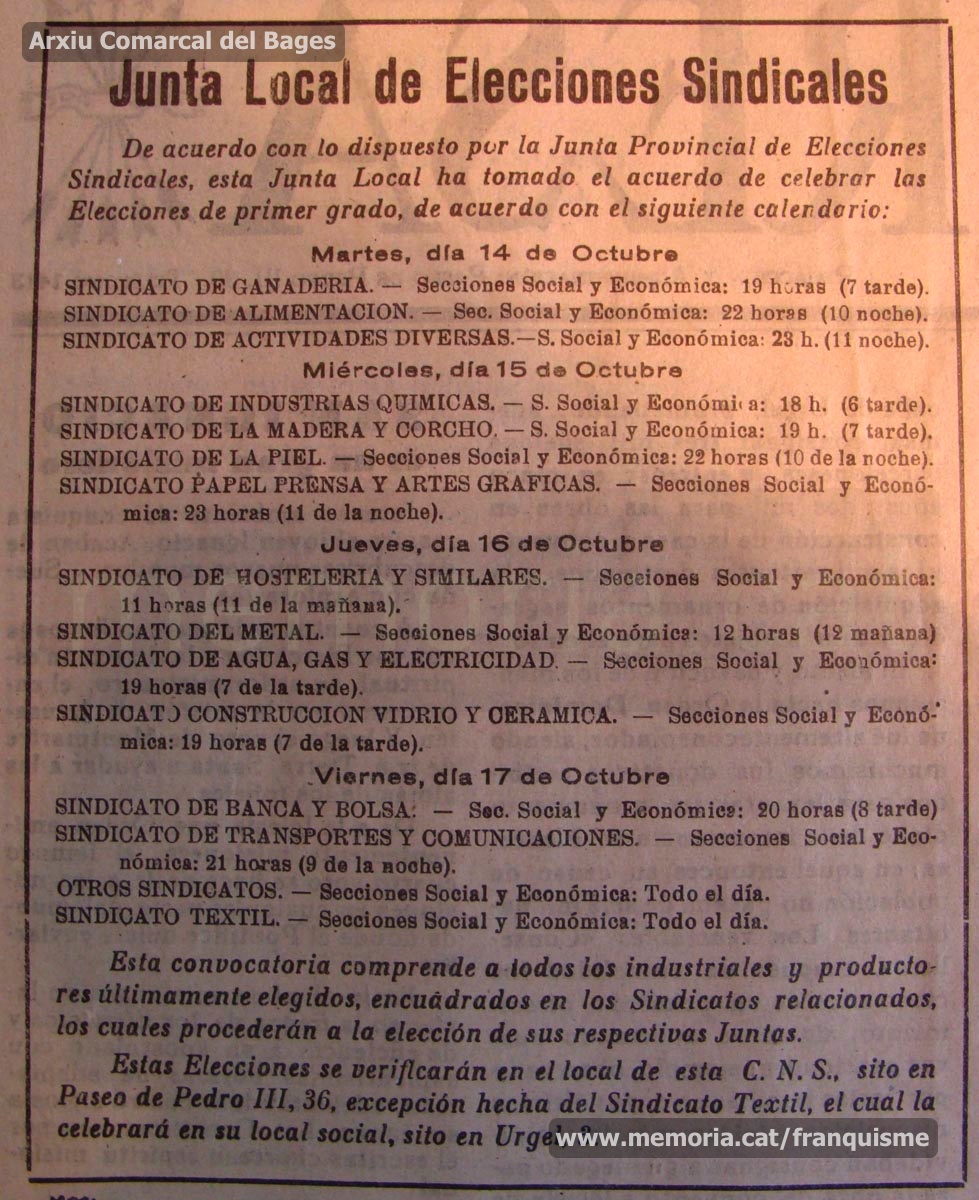 Arxiu Comarcal del Bages
Junta Local de Elecciones Sindicales
De acuerdo con lo dispuesto por la Junta Provincial de Elecciones
Sindicales, esta Junta Local ha tomado el acuerdo de celebrar las
Elecciones de primer grado, de acuerdo con el siguiente calendario:
Martes, día 14 de Octubre
SINDICATO DE GANADERIA. — Secciones Social y Económica: 19 horas (7 tarde).
SINDICATO DE ALIMENTACION. — Sec. Social y Económica: 22 horas (10 noche).
SINDICATO DE ACTIVIDADES DIVERSAS.—S. Social y Económica: 23 h. (11 noche).
Miércoles, día 15 de Octubre
SINDICATO DE INDUSTRIAS QUIMICAS. — S. Social y Económica: 18 h. (6 tarde).
SINDICATO DE LA MADERA Y CORCHO. — S. Social y Económica: 19 h. (7 tarde).
SINDICATO DE LA PIEL. — Secciones Social y Económica: 22 horas (10 de la noche).
SINDICATO PAPEL PRENSA Y ARTES GRAFICAS. — Secciones Social y Econó-
mica: 23 horas (11 de la noche).
Jueves, día 16 de Octubre
SINDICATO DE HOSTELERIA Y SIMILARES. — Secciones Social y Económica:
11 horas (11 de la mañana).
SINDICATO DEL METAL. — Secciones Social y Económica: 12 horas (12 mañana)
SINDICATO DE AGUA, GAS Y ELECTRICIDAD. — Secciones Social y Económica:
19 horas (7 de la tarde).
SINDICATO CONSTRUCCION VIDRIO Y CERAMICA. — Secciones Social y Econó-
mica: 19 horas (7 de la tarde).
Viernes, día 17 de Octubre
SINDICATO DE BANCA Y BOLSA: — Sec. Social y Económica: 20 horas (8 tarde)
SINDICATO DE TRANSPORTES Y COMUNICACIONES. — Secciones Social y Eco-
nómica: 21 horas (9 de la noche).
OTROS SINDICATOS. — Secciones Social y Económica: Todo el día.
SINDICATO TEXTIL. — Secciones Social y Económica: Todo el día.
Esta convocatoria comprende a todos los industriales y producto-
res últimamente elegidos, encuádrados en los Sindicatos relacionados,
los cuales procederán a la elección de sus respectivas Juntas.
Estas Elecciones se verificarán en el local de esta C. N. S., sito en
Paseo de Pedro III, 36, excepción hecha del Sindicato Textil, el cual la
celebrará en su local social, sito en
www.memoria.cat/franquisme